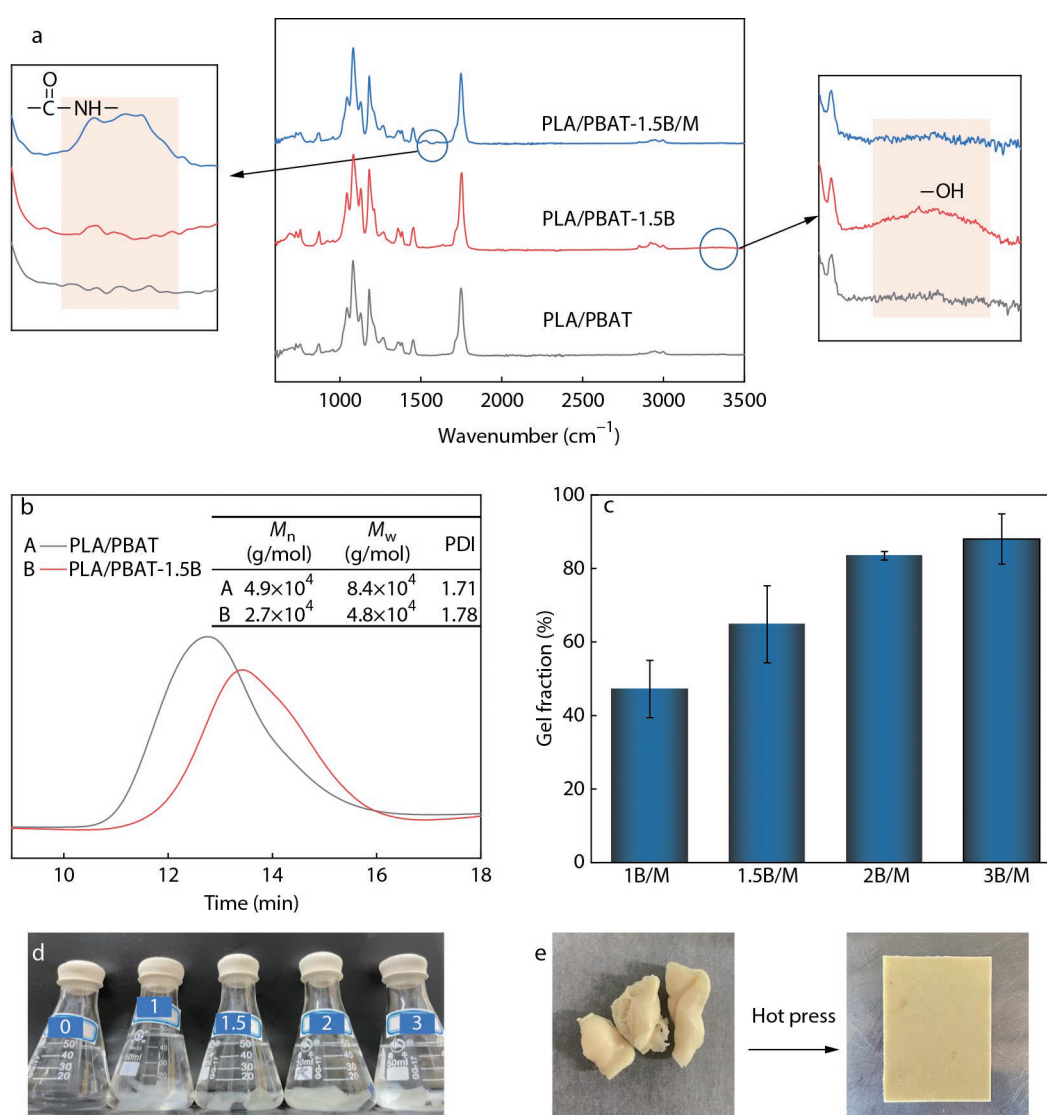 a
O
—C—NH—
PLA/PBAT-1.5B/M
PLA/PBAT-1.5B
PLA/PBAT
—OH
1000 1500 2000 2500 3000 3500
Wavenumber (cm⁻¹)
b
A — PLA/PBAT
B — PLA/PBAT-1.5B
Mn (g/mol) Mw (g/mol) PDI
A 4.9×10⁴ 8.4×10⁴ 1.71
B 2.7×10⁴ 4.8×10⁴ 1.78
10 12 14 16 18
Time (min)
c
100
80
60
40
20
0
Gel fraction (%)
1B/M 1.5B/M 2B/M 3B/M
d
0 1 1.5 2 3
e
Hot press